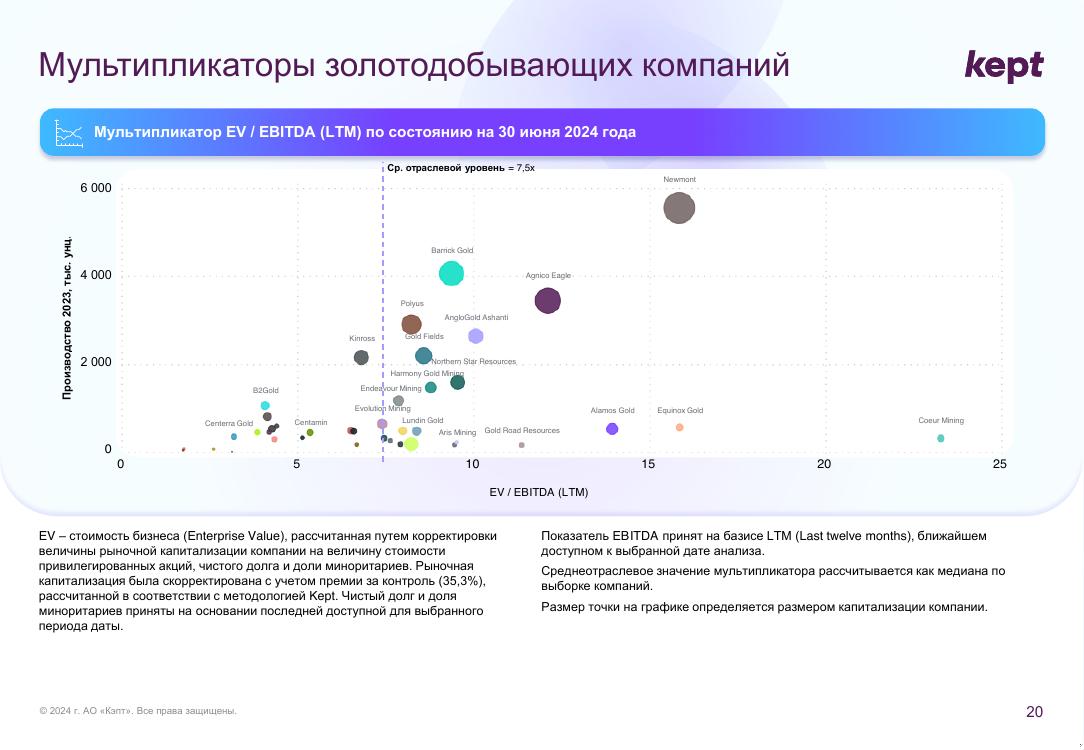 Мультипликаторы золотодобывающих компаний
kept
Мультипликатор EV / EBITDA (LTM) по состоянию на 30 июня 2024 года
Ср. отраслевой уровень = 7,5x
Производство 2023, тыс. унц.
6 000
4 000
2 000
0
Newmont
Barrick Gold
Agnico Eagle
Polyus
AngloGold Ashanti
Gold Fields
Kinross
Northern Star Resources
Harmony Gold Mining
Endeavour Mining
B2Gold
Evolution Mining
Alamos Gold
Equinox Gold
Centerra Gold
Centamin
Lundin Gold
Coeur Mining
Aris Mining
Gold Road Resources
0
5
10
15
20
25
EV / EBITDA (LTM)
EV – стоимость бизнеса (Enterprise Value), рассчитанная путем корректировки
величины рыночной капитализации компании на величину стоимости
привилегированных акций, чистого долга и доли миноритариев. Рыночная
капитализация была скорректирована с учетом премии за контроль (35,3%),
рассчитанной в соответствии с методологией Kept. Чистый долг и доля
миноритариев приняты на основании последней доступной для выбранного
периода даты.
Показатель EBITDA принят на базисе LTM (Last twelve months), ближайшем
доступном к выбранной дате анализа.
Среднеотраслевое значение мультипликатора рассчитывается как медиана по
выборке компаний.
Размер точки на графике определяется размером капитализации компании.
© 2024 г. АО «Кэпт». Все права защищены.
20